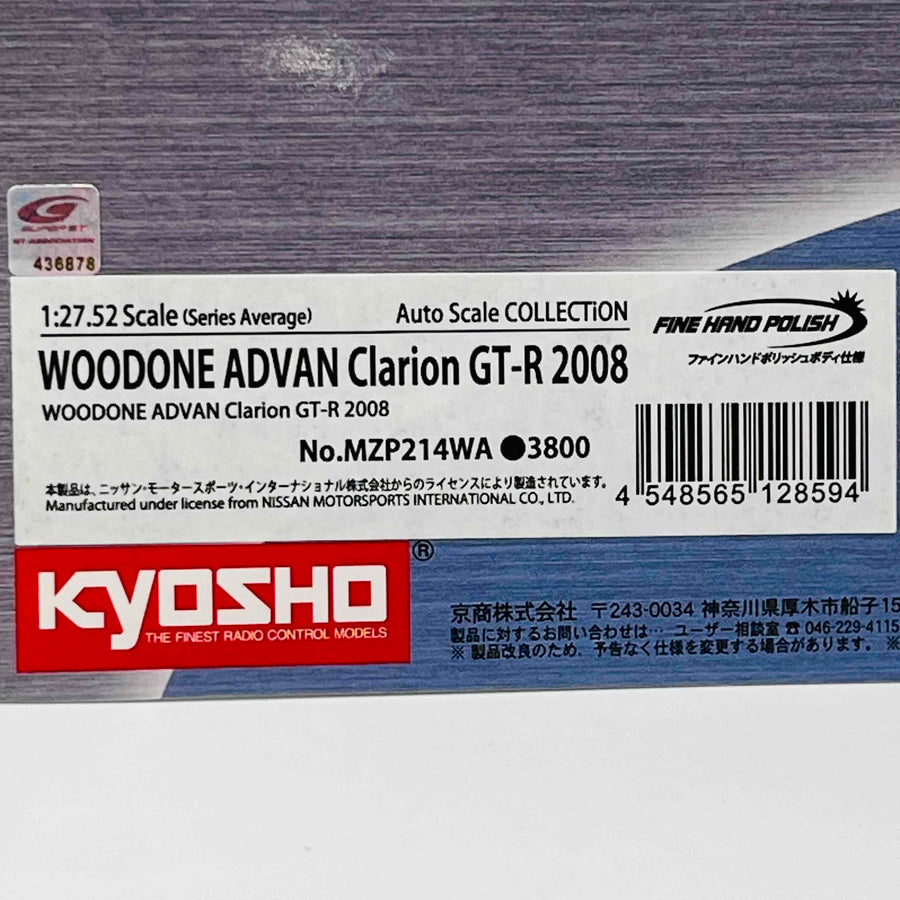 SUPER GT
GT ASSOCIATION
436878
1:27.52 Scale (Series Average) Auto Scale COLLECTiON
FINE HAND POLISH
ファインハンドポリッシュボディ仕様
WOODONE ADVAN Clarion GT-R 2008
WOODONE ADVAN Clarion GT-R 2008
No.MZP214WA ●3800
本製品は、ニッサン・モータースポーツ・インターナショナル株式会社からのライセンスにより製造されています。
Manufactured under license from NISSAN MOTORSPORTS INTERNATIONAL CO., LTD.
4 548565 128594
KYOSHO ®
THE FINEST RADIO CONTROL MODELS
京商株式会社 〒243-0034 神奈川県厚木市船子15
製品に対するお問い合わせは… ユーザー相談室 ☎ 046-229-4115
※ 製品改良のため、予告なく仕様を変更する場合があります。 ※